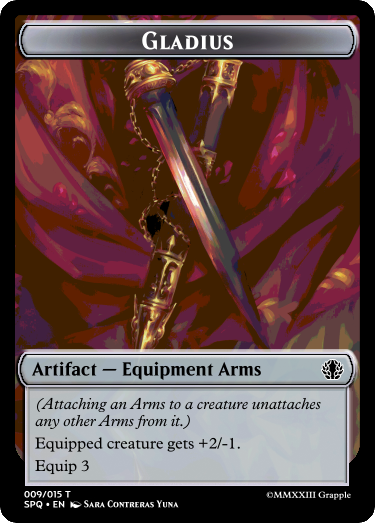 GLADIUS
Artifact — Equipment Arms
(Attaching an Arms to a creature unattaches
any other Arms from it.)
Equipped creature gets +2/-1.
Equip 3
009/015 T
SPQ • EN SARA CONTRERAS YUNA
©MMXXIII Grapple